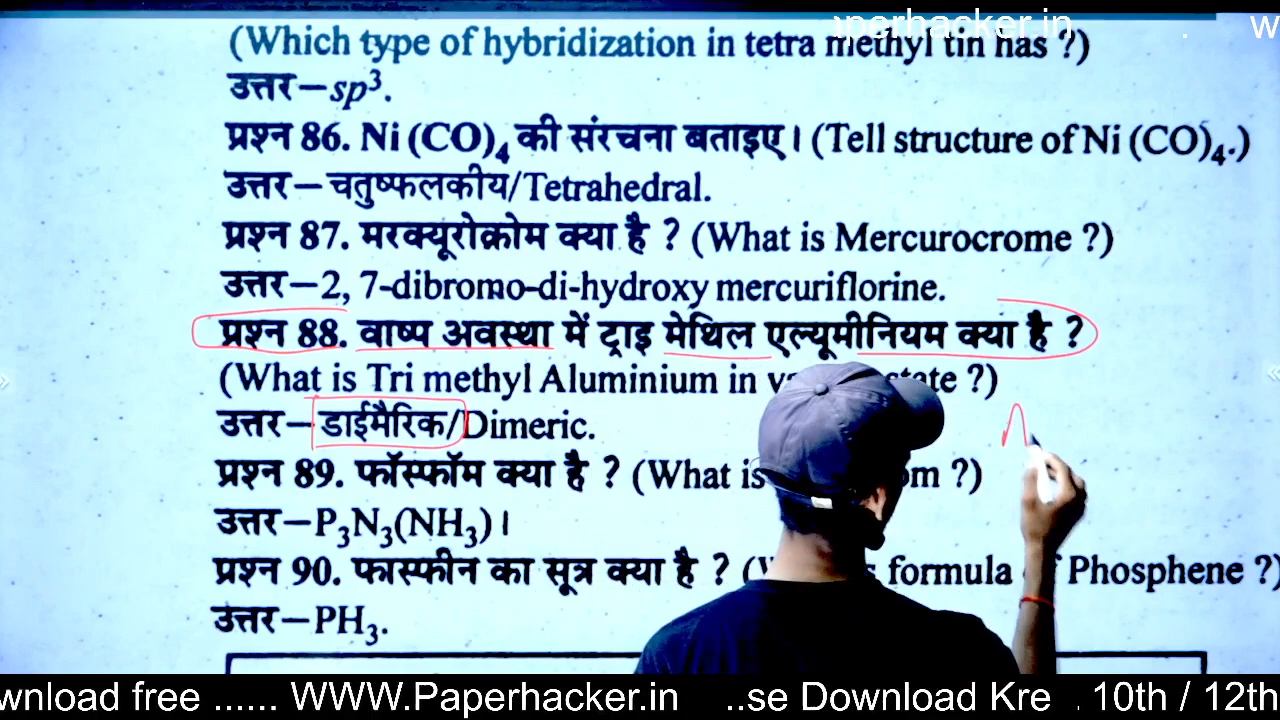 perhacker.in
(Which type of hybridization in tetra methyl tin has ?)
उत्तर–sp³.
प्रश्न 86. Ni (CO)₄ की संरचना बताइए। (Tell structure of Ni (CO)₄.)
उत्तर–चतुष्फलकीय/Tetrahedral.
प्रश्न 87. मरक्यूरोक्रोम क्या है ? (What is Mercurocrome ?)
उत्तर–2, 7-dibromo-di-hydroxy mercuriflorine.
प्रश्न 88. वाष्प अवस्था में ट्राइ मेथिल एल्यूमीनियम क्या है ?
(What is Tri methyl Aluminium in ?)
उत्तर–डाईमैरिक/Dimeric.
प्रश्न 89. फॉस्फॉम क्या है ? (What is ?)
उत्तर–P₃N₃(NH₃)।
प्रश्न 90. फास्फीन का सूत्र क्या है ? ( formula Phosphene ?)
उत्तर–PH₃.
wnload free ...... WWW.Paperhacker.in ..se Download Kre . 10th / 12th